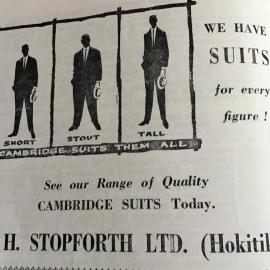 WE HAVE
SUITS
for every
figure !
SHORT STOUT TALL
CAMBRIDGE SUITS THEM ALL
See our Range of Quality
CAMBRIDGE SUITS Today.
H. STOPFORTH LTD. (Hokitik